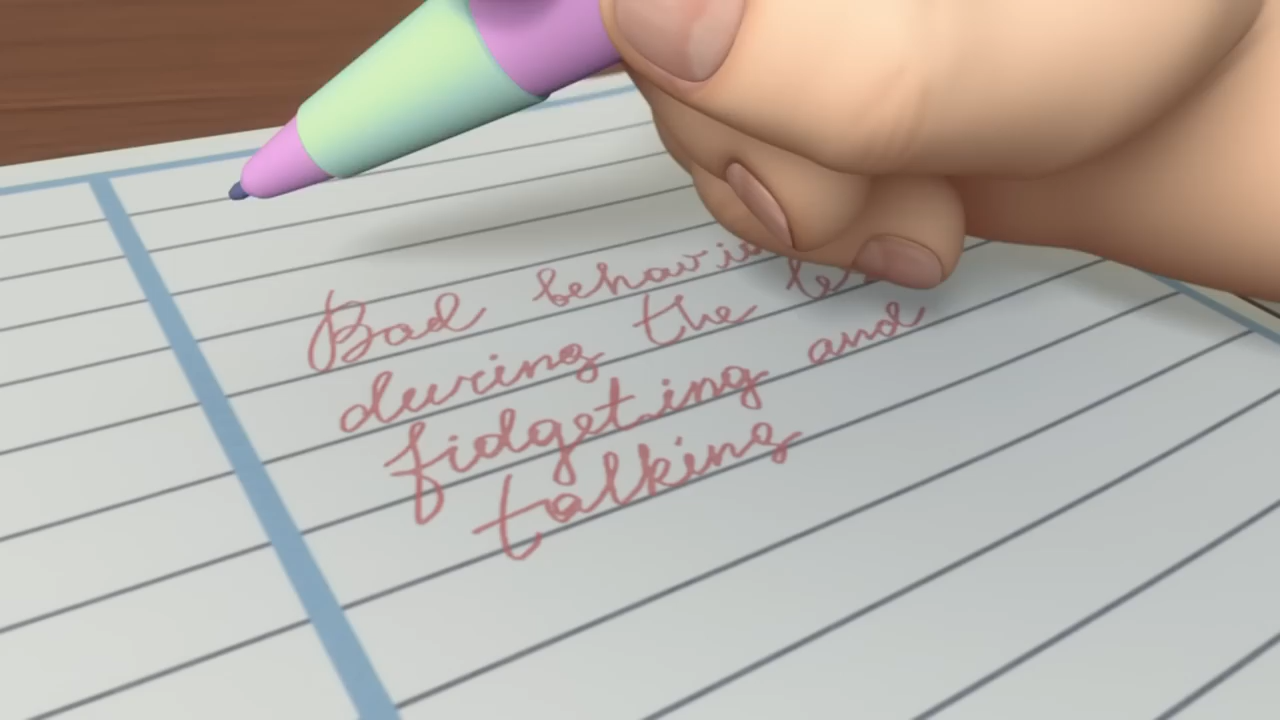 Bad
during the
fidgeting and
talking